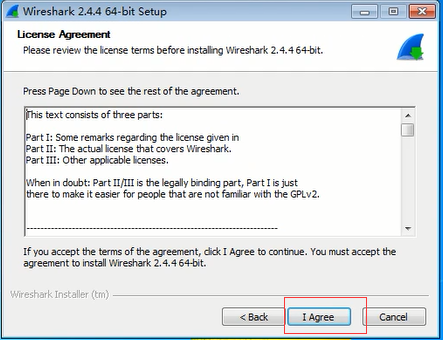 Wireshark 2.4.4 64-bit Setup
License Agreement
Please review the license terms before installing Wireshark 2.4.4 64-bit.
Press Page Down to see the rest of the agreement.
This text consists of three parts:
Part I: Some remarks regarding the license given in
Part II: The actual license that covers Wireshark.
Part III: Other applicable licenses.
When in doubt: Part II/III is the legally binding part, Part I is just
there to make it easier for people that are not familiar with the GPLv2.
--------------------------------------------------------------------------
If you accept the terms of the agreement, click I Agree to continue. You must accept the
agreement to install Wireshark 2.4.4 64-bit.
Wireshark Installer (tm)
< Back I Agree Cancel